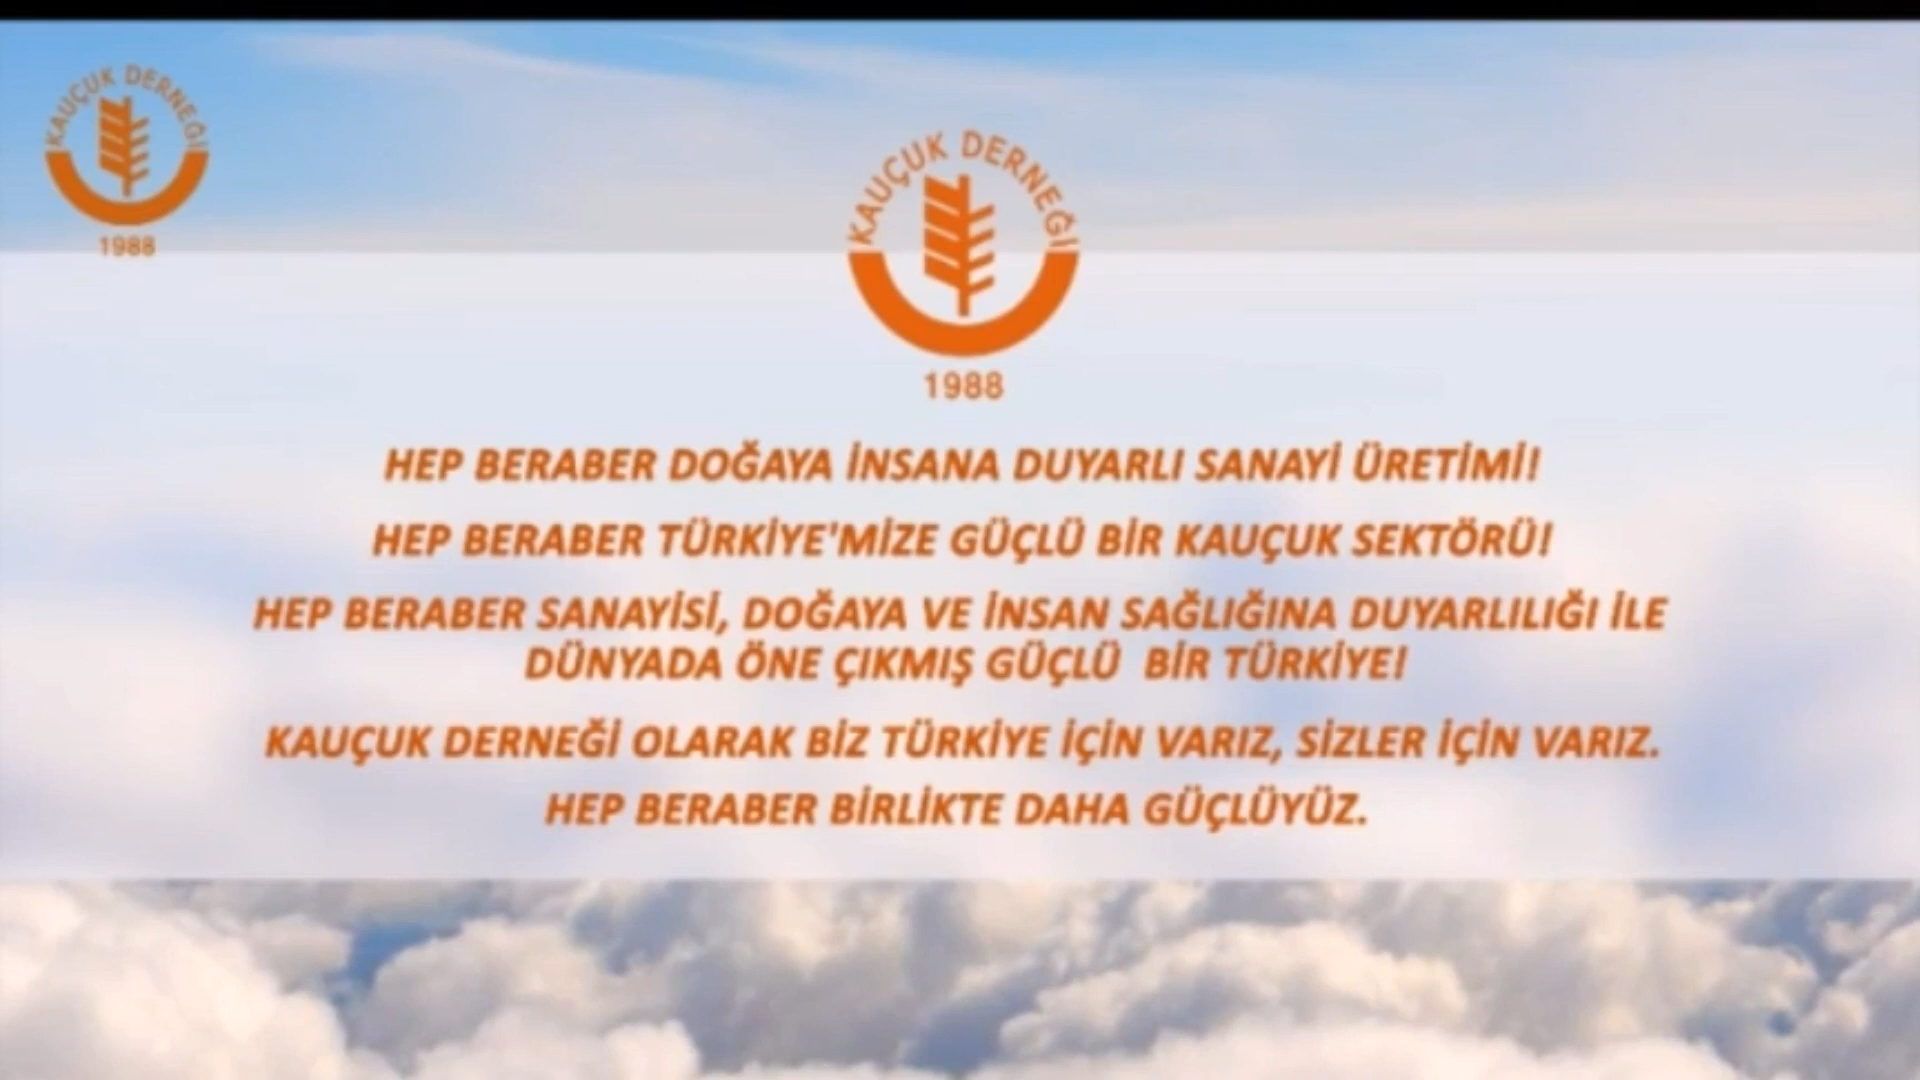 KAUÇUK DERNEĞİ
1988
KAUÇUK DERNEĞİ
1988
HEP BERABER DOĞAYA İNSANA DUYARLI SANAYİ ÜRETİMİ!
HEP BERABER TÜRKİYE'MİZE GÜÇLÜ BİR KAUÇUK SEKTÖRÜ!
HEP BERABER SANAYİSİ, DOĞAYA VE İNSAN SAĞLIĞINA DUYARLILIĞI İLE
DÜNYADA ÖNE ÇIKMIŞ GÜÇLÜ BİR TÜRKİYE!
KAUÇUK DERNEĞİ OLARAK BİZ TÜRKİYE İÇİN VARIZ, SİZLER İÇİN VARIZ.
HEP BERABER BİRLİKTE DAHA GÜÇLÜYÜZ.